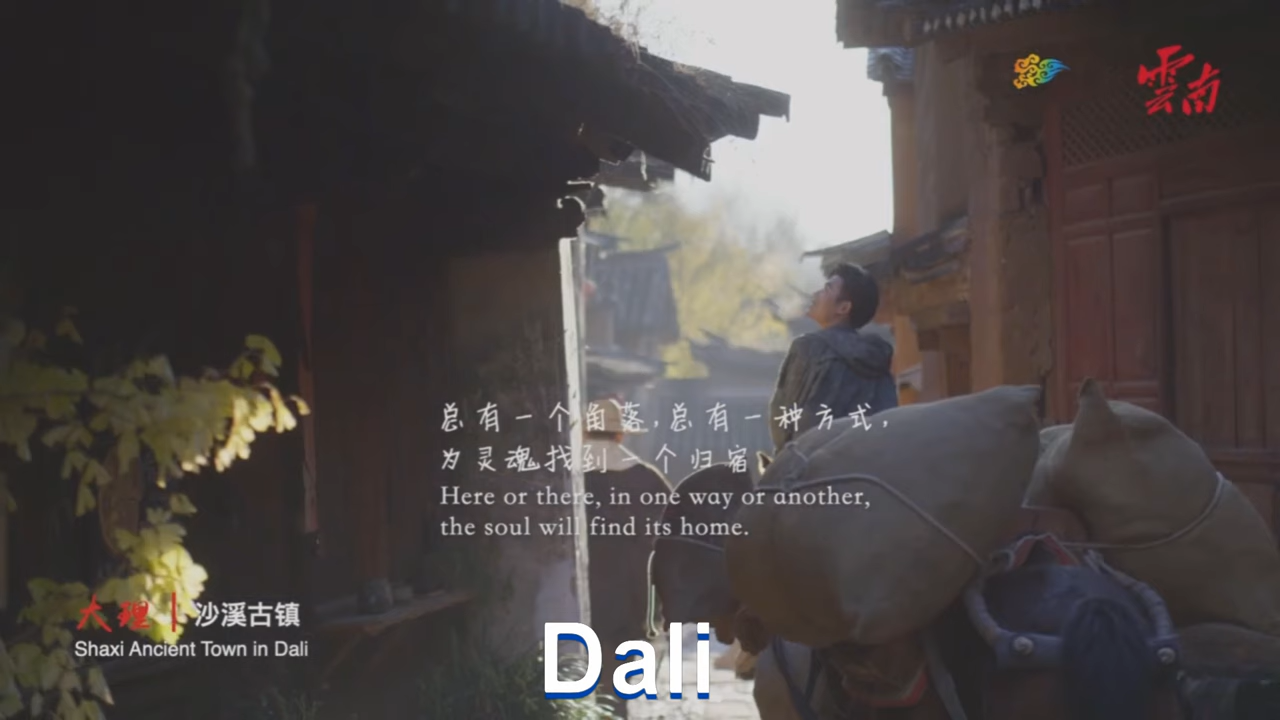 雲南
总有一个角落,总有一种方式,
为灵魂找到一个归宿
Here or there, in one way or another,
the soul will find its home.
大理 | 沙溪古镇
Shaxi Ancient Town in Dali
Dali